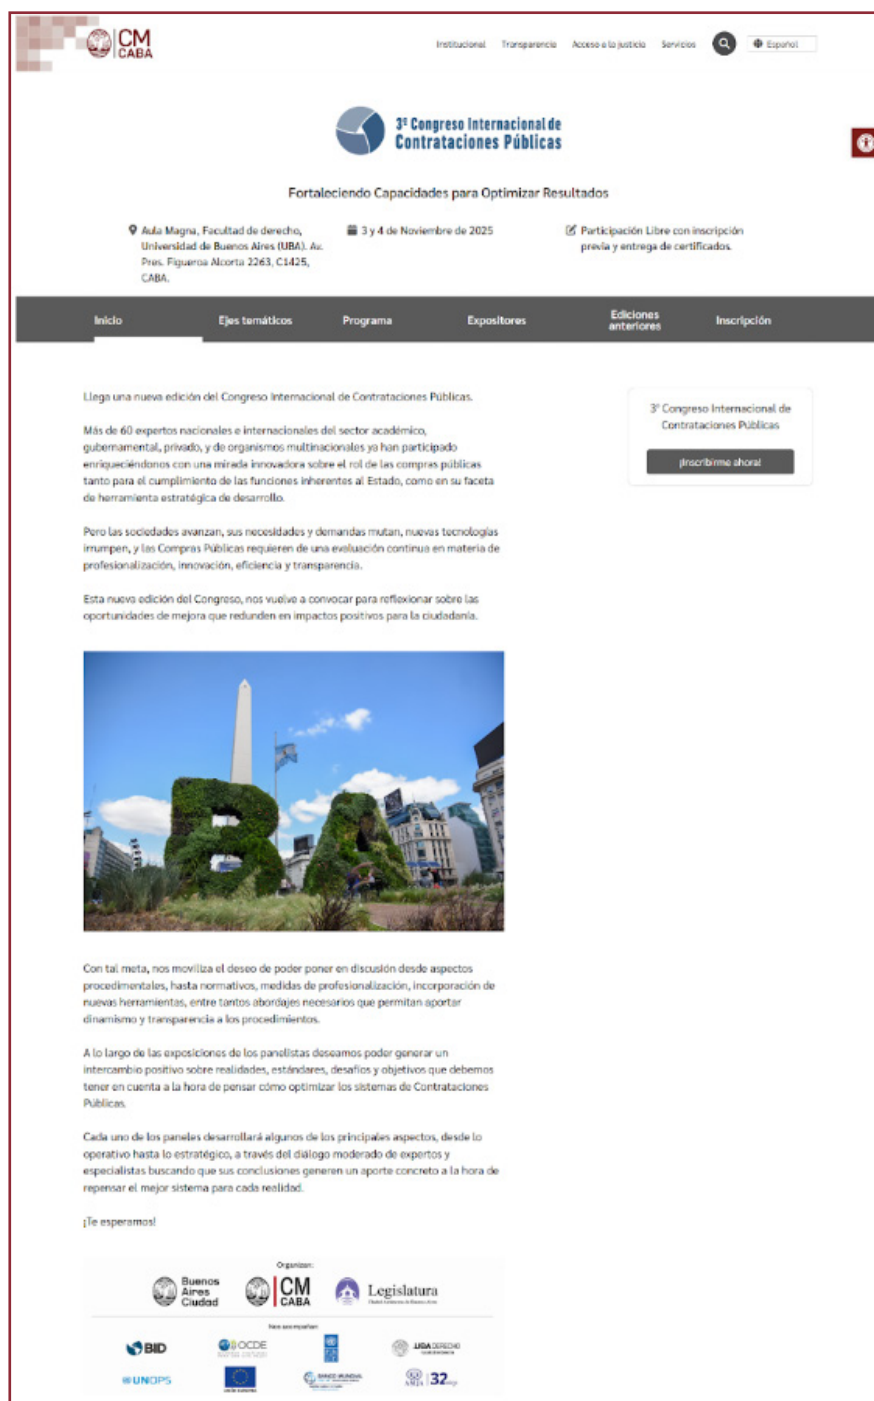 CM
CABA
Institucional Transparencia Acceso a la justicia Servicios Español
3º Congreso Internacional de
Contrataciones Públicas
Fortaleciendo Capacidades para Optimizar Resultados
Aula Magna, Facultad de derecho,
Universidad de Buenos Aires (UBA). Av.
Pres. Figueroa Alcorta 2263, C1425,
CABA.
3 y 4 de Noviembre de 2025
Participación Libre con inscripción
previa y entrega de certificados.
Inicio
Ejes temáticos
Programa
Expositores
Ediciones
anteriores
Inscripción
Llega una nueva edición del Congreso Internacional de Contrataciones Públicas.
Más de 60 expertos nacionales e internacionales del sector académico,
gubernamental, privado, y de organismos multinacionales ya han participado
enriqueciéndonos con una mirada innovadora sobre el rol de las compras públicas
tanto para el cumplimiento de las funciones inherentes al Estado, como en su faceta
de herramienta estratégica de desarrollo.
Pero las sociedades avanzan, sus necesidades y demandas mutan, nuevas tecnologías
irrumpen, y las Compras Públicas requieren de una evaluación continua en materia de
profesionalización, innovación, eficiencia y transparencia.
Esta nueva edición del Congreso, nos vuelve a convocar para reflexionar sobre las
oportunidades de mejora que redunden en impactos positivos para la ciudadanía.
3º Congreso Internacional de
Contrataciones Públicas
¡Inscribirme ahora!
BA
Con tal meta, nos moviliza el deseo de poder poner en discusión desde aspectos
procedimentales, hasta normativos, medidas de profesionalización, incorporación de
nuevas herramientas, entre tantos abordajes necesarios que permitan aportar
dinamismo y transparencia a los procedimientos.
A lo largo de las exposiciones de los panelistas deseamos poder generar un
intercambio positivo sobre realidades, estándares, desafíos y objetivos que debemos
tener en cuenta a la hora de pensar cómo optimizar los sistemas de Contrataciones
Públicas.
Cada uno de los paneles desarrollará algunos de los principales aspectos, desde lo
operativo hasta lo estratégico, a través del diálogo moderado de expertos y
especialistas buscando que sus conclusiones generen un aporte concreto a la hora de
repensar el mejor sistema para cada realidad.
¡Te esperamos!
Organizan:
Buenos
Aires
Ciudad
CM
CABA
Legislatura
Nos acompañan
BID
OCDE
UBA DERECHO
UNOPS
UNIÓN EUROPEA
BANCO MUNDIAL
32